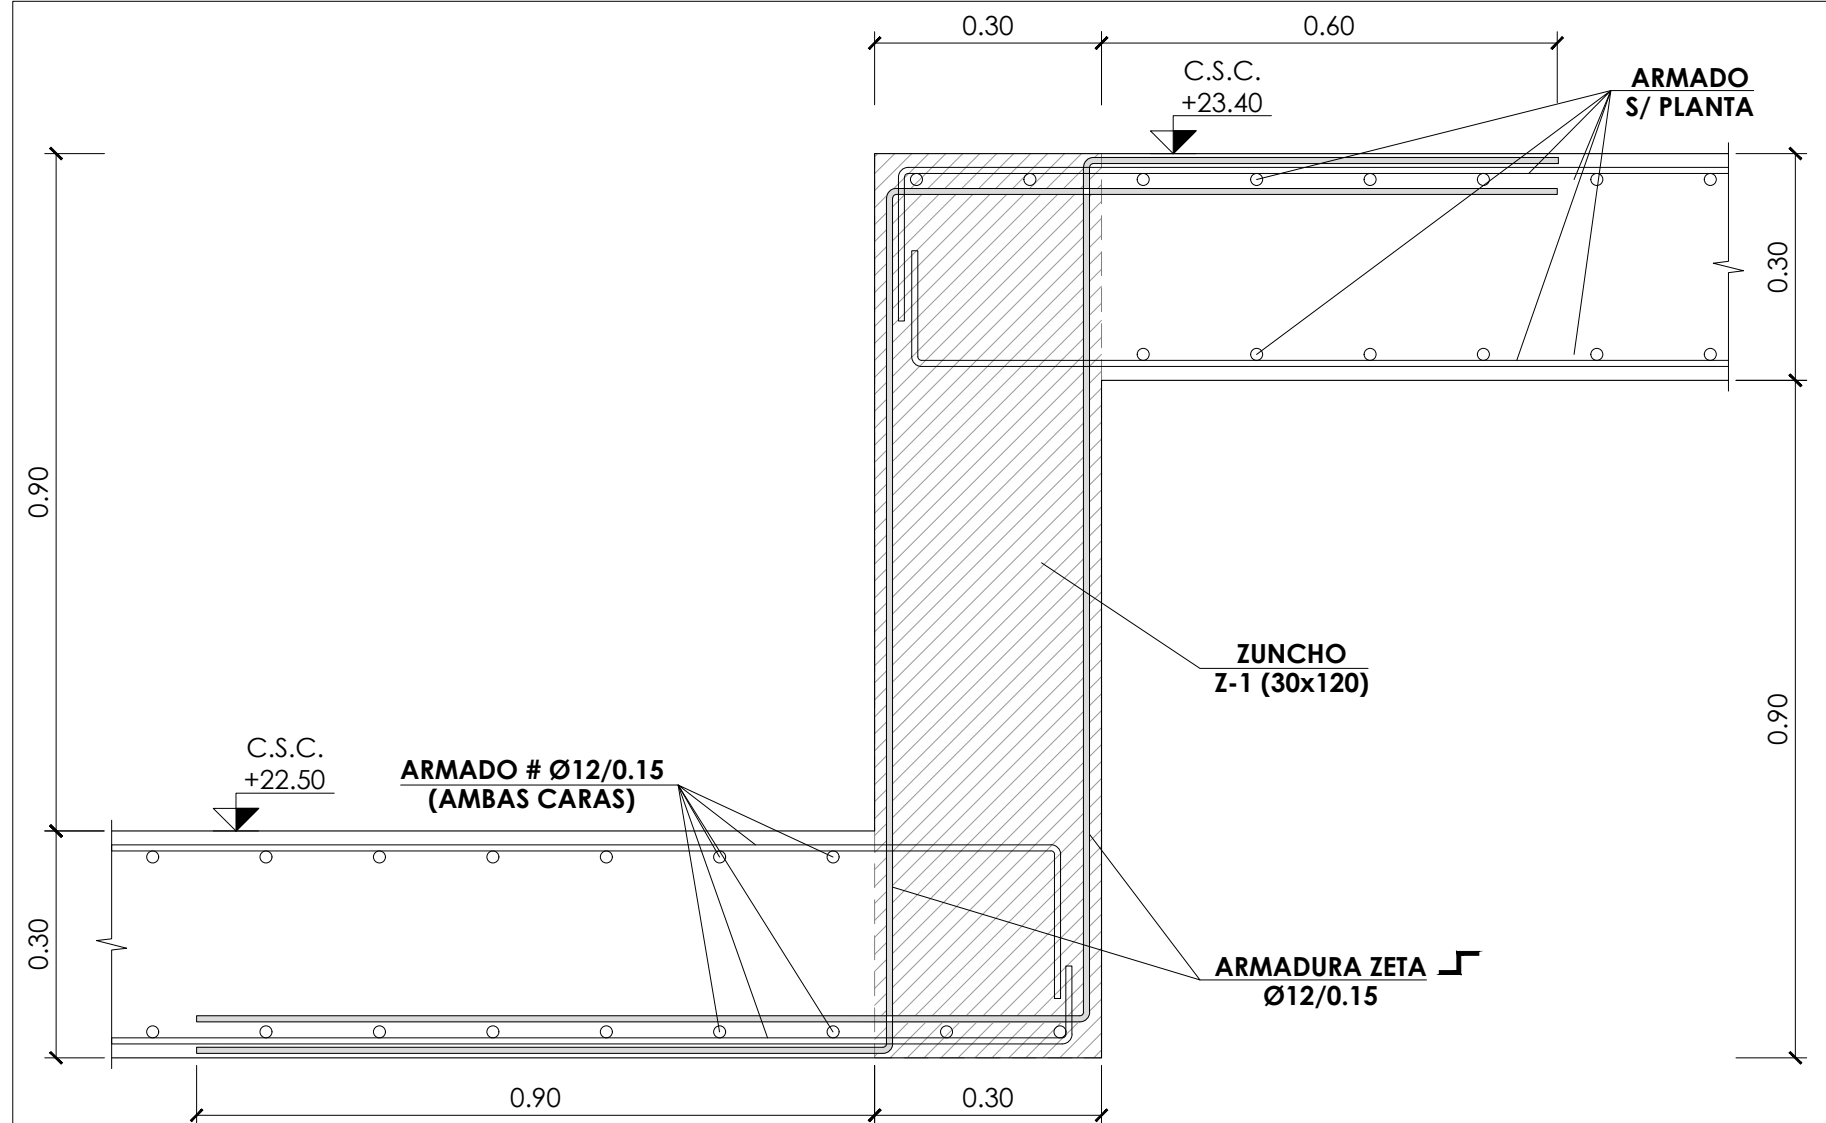 0.30
0.60
C.S.C.
+23.40
ARMADO
S/ PLANTA
0.30
0.90
ZUNCHO
Z-1 (30x120)
0.90
C.S.C.
+22.50
ARMADO # Ø12/0.15
(AMBAS CARAS)
0.30
ARMADURA ZETA
Ø12/0.15
0.90
0.30